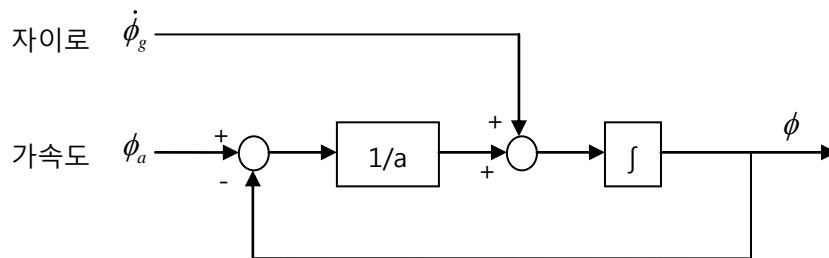 자이로 ϕ̇g
가속도 ϕa
+
-
1/a
+
+
∫
ϕ